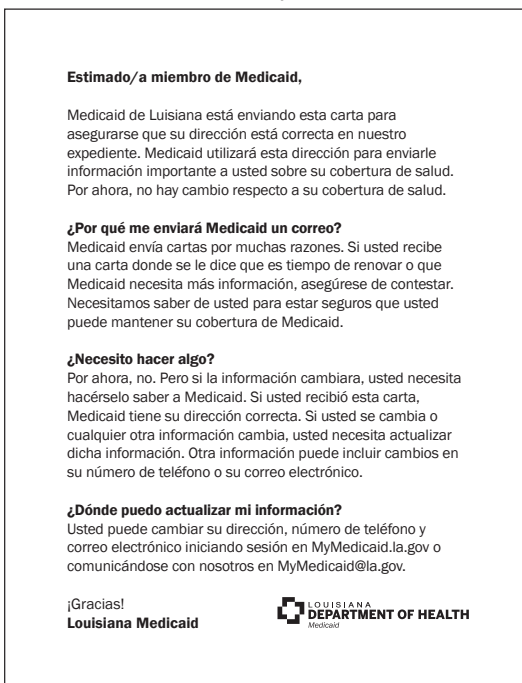 Estimado/a miembro de Medicaid,
Medicaid de Luisiana está enviando esta carta para
asegurarse que su dirección está correcta en nuestro
expediente. Medicaid utilizará esta dirección para enviarle
información importante a usted sobre su cobertura de salud.
Por ahora, no hay cambio respecto a su cobertura de salud.
¿Por qué me enviará Medicaid un correo?
Medicaid envía cartas por muchas razones. Si usted recibe
una carta donde se le dice que es tiempo de renovar o que
Medicaid necesita más información, asegúrese de contestar.
Necesitamos saber de usted para estar seguros que usted
puede mantener su cobertura de Medicaid.
¿Necesito hacer algo?
Por ahora, no. Pero si la información cambiara, usted necesita
hacérselo saber a Medicaid. Si usted recibió esta carta,
Medicaid tiene su dirección correcta. Si usted se cambia o
cualquier otra información cambia, usted necesita actualizar
dicha información. Otra información puede incluir cambios en
su número de teléfono o su correo electrónico.
¿Dónde puedo actualizar mi información?
Usted puede cambiar su dirección, número de teléfono y
correo electrónico iniciando sesión en MyMedicaid.la.gov o
comunicándose con nosotros en MyMedicaid@la.gov.
¡Gracias!
Louisiana Medicaid
LOUISIANA
DEPARTMENT OF HEALTH
Medicaid